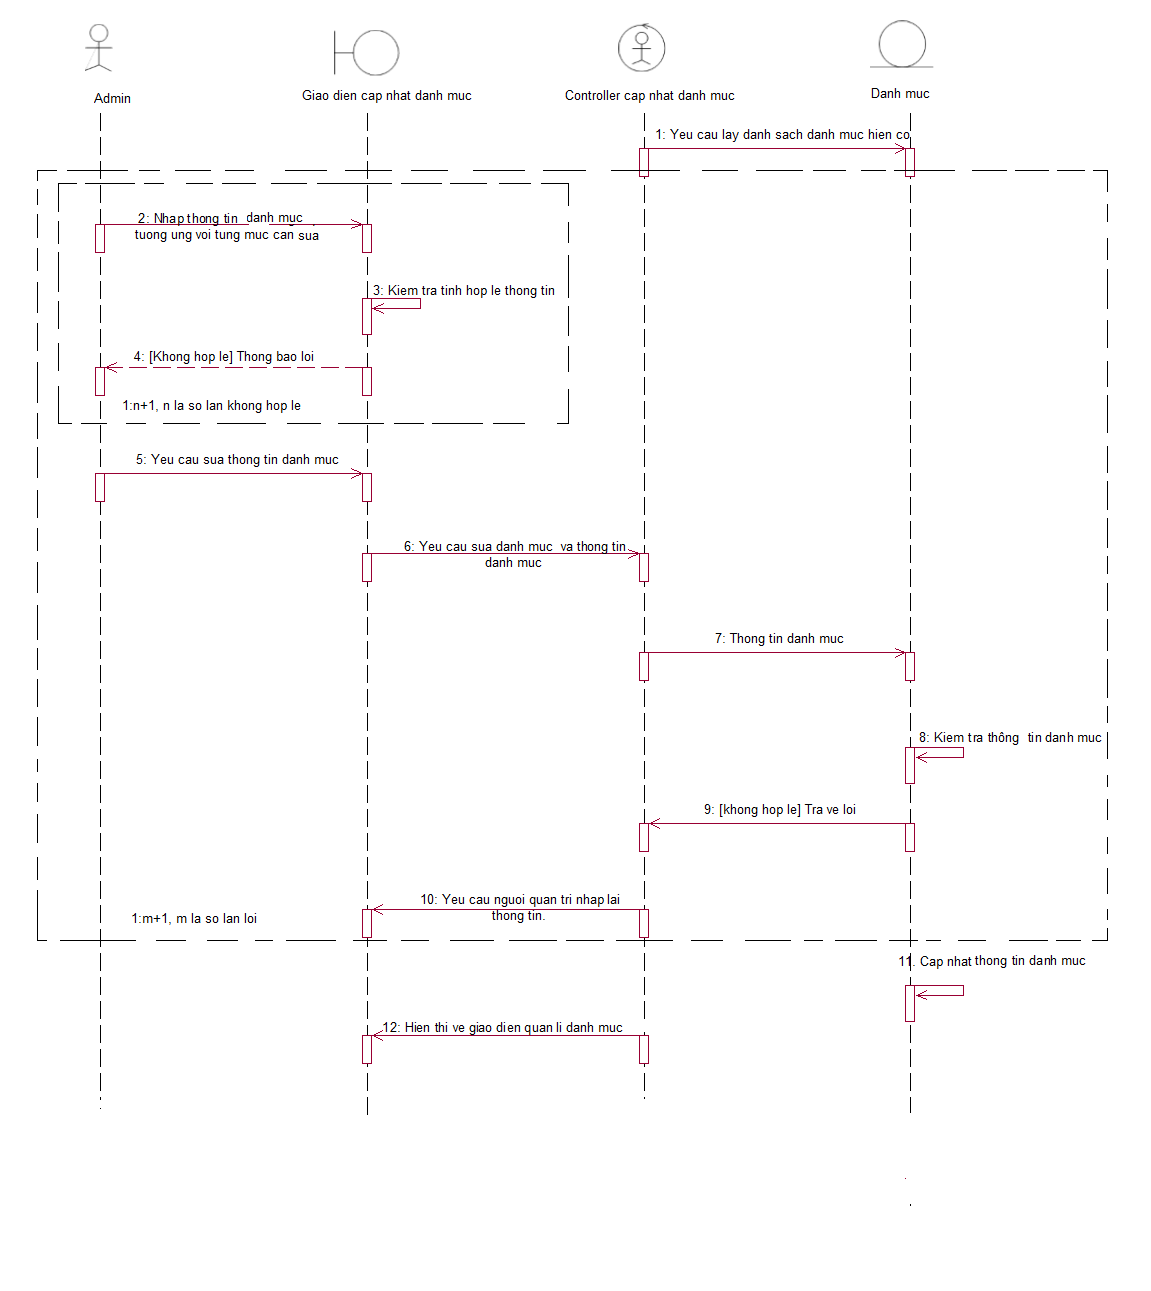 Admin
Giao dien cap nhat danh muc
Controller cap nhat danh muc
Danh muc
1: Yeu cau lay danh sach danh muc hien co
2: Nhap thong tin danh muc
tuong ung voi tung muc can sua
3: Kiem tra tinh hop le thong tin
4: [Khong hop le] Thong bao loi
1:n+1, n la so lan khong hop le
5: Yeu cau sua thong tin danh muc
6: Yeu cau sua danh muc va thong tin
danh muc
7: Thong tin danh muc
8: Kiem tra thông tin danh muc
9: [khong hop le] Tra ve loi
10: Yeu cau nguoi quan tri nhap lai
thong tin.
1:m+1, m la so lan loi
11. Cap nhat thong tin danh muc
12: Hien thi ve giao dien quan li danh muc